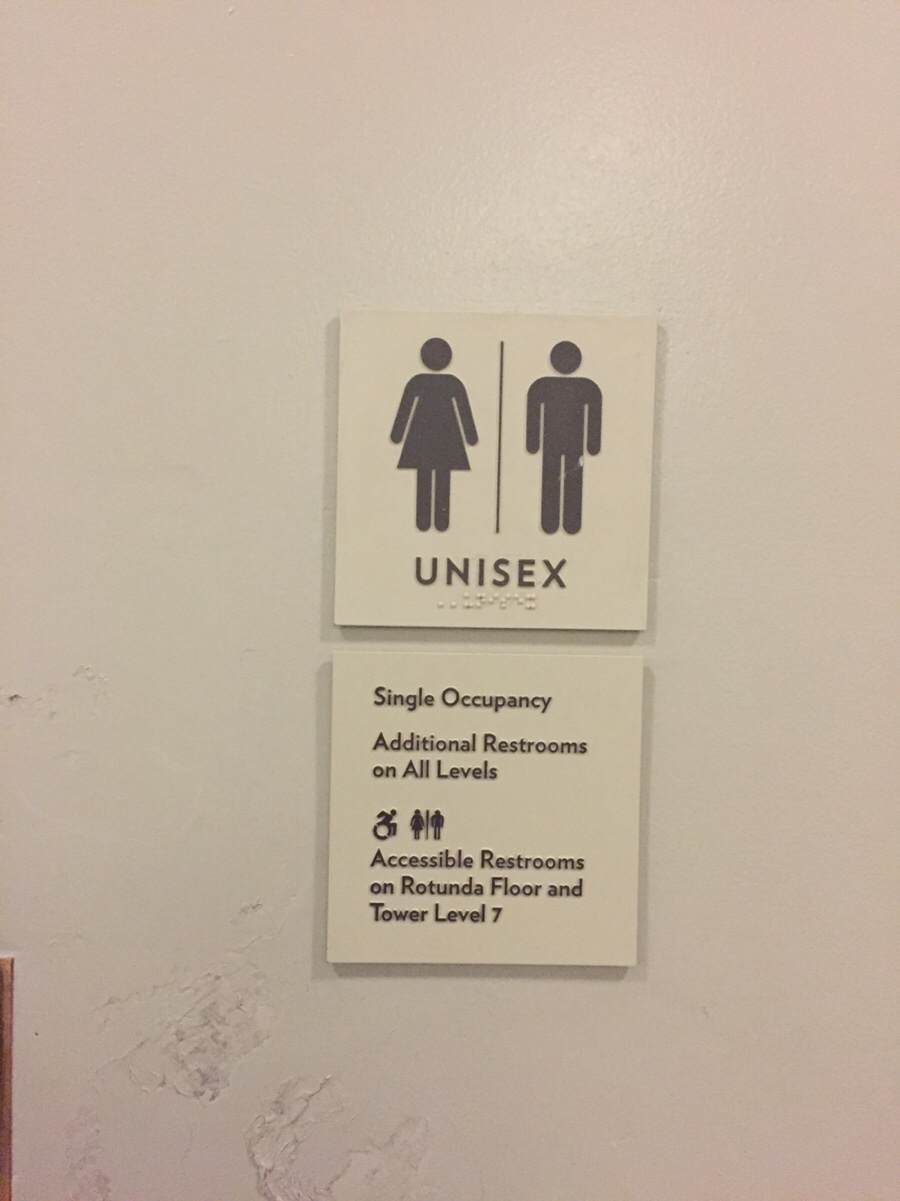 UNISEX
Single Occupancy
Additional Restrooms
on All Levels
Accessible Restrooms
on Rotunda Floor and
Tower Level 7